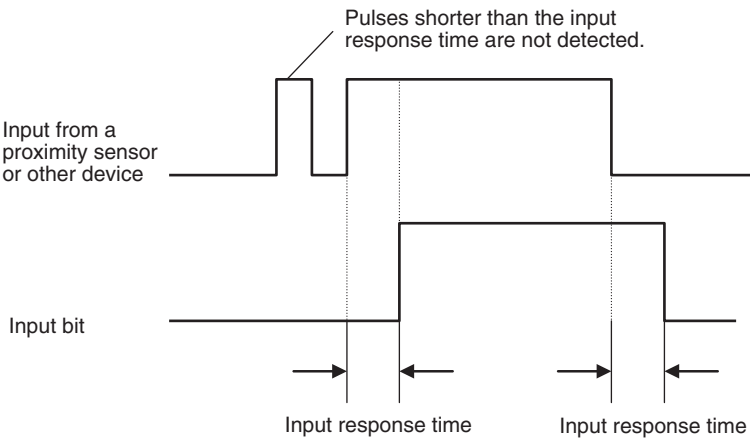 Pulses shorter than the input
response time are not detected.
Input from a
proximity sensor
or other device
Input bit
Input response time
Input response time